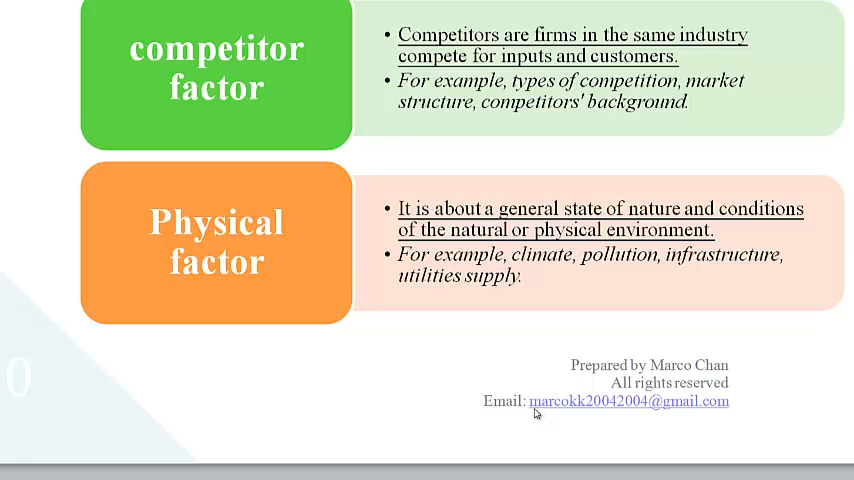 competitor
factor
• Competitors are firms in the same industry
compete for inputs and customers.
• For example, types of competition, market
structure, competitors' background.
Physical
factor
• It is about a general state of nature and conditions
of the natural or physical environment.
• For example, climate, pollution, infrastructure,
utilities supply.
0
Prepared by Marco Chan
All rights reserved
Email: marcokk20042004@gmail.com